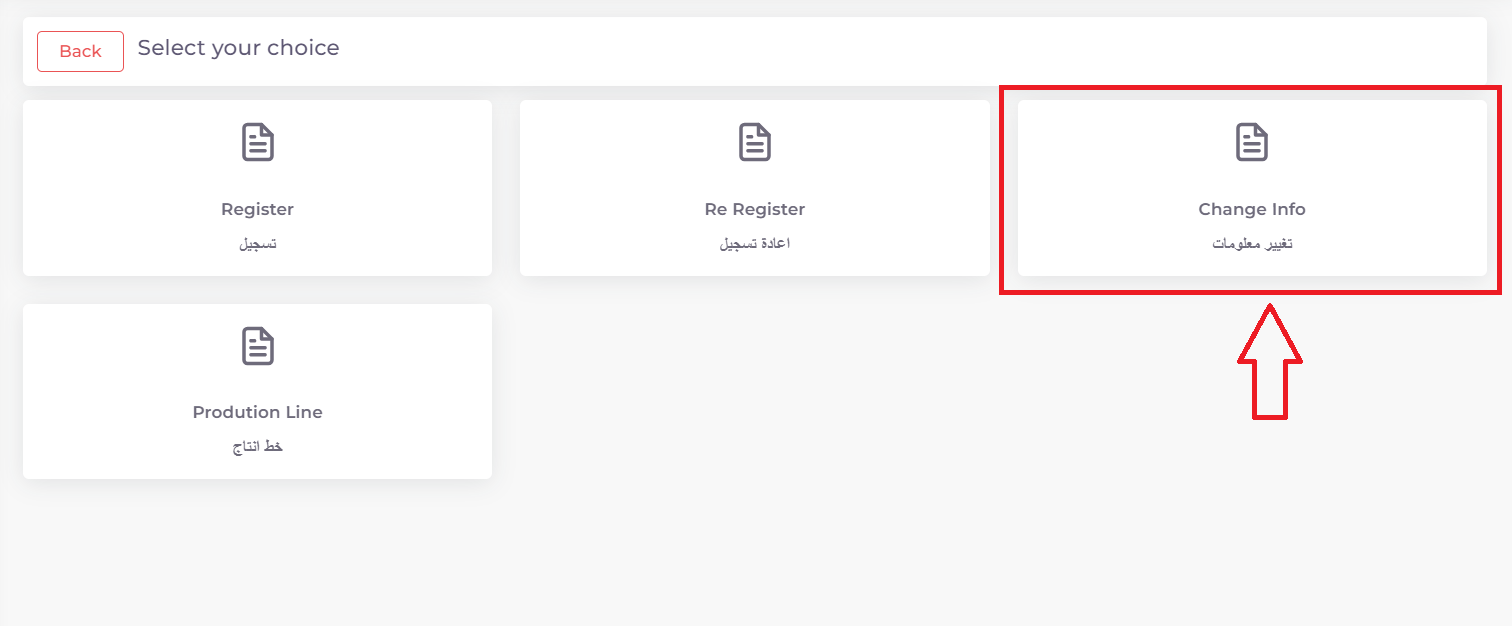 Back
Select your choice
Register
تسجيل
Re Register
اعادة تسجيل
Change Info
تغيير معلومات
Prodution Line
خط انتاج